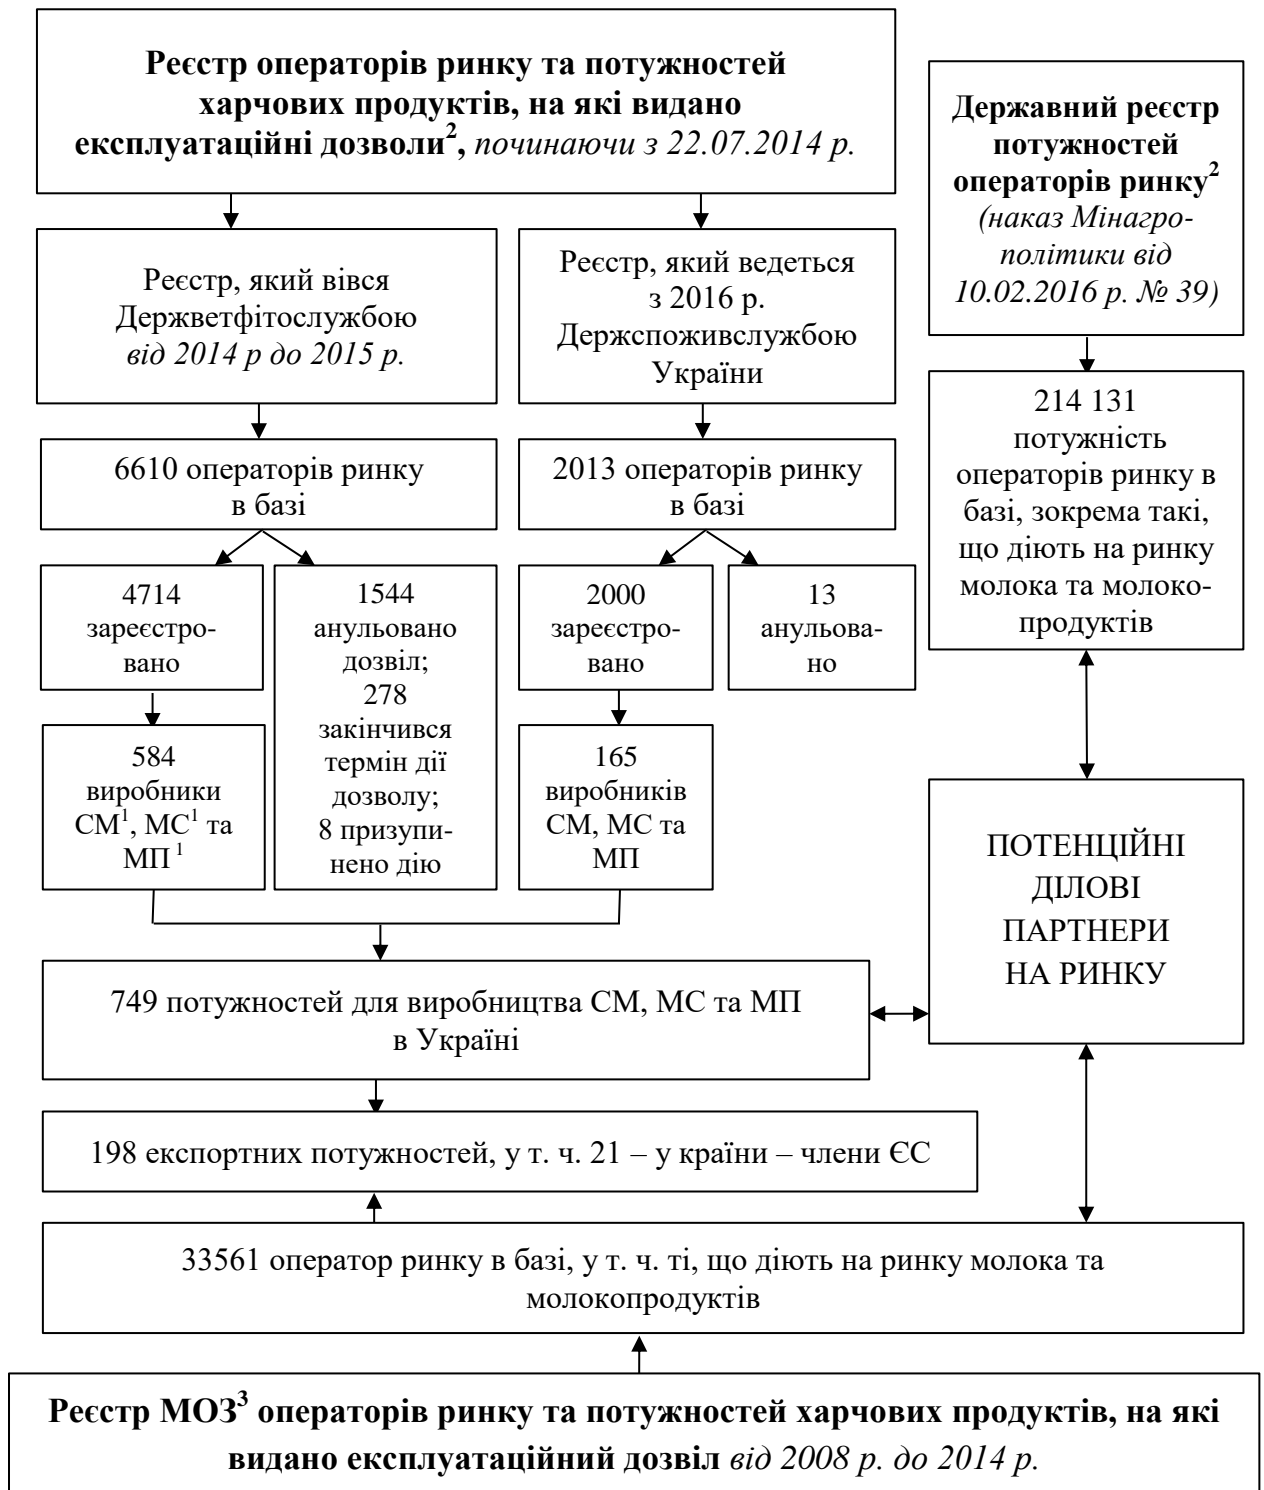 Реєстр операторів ринку та потужностей
харчових продуктів, на які видано
експлуатаційні дозволи², починаючи з 22.07.2014 р.
Державний реєстр
потужностей
операторів ринку²
(наказ Мінагро-
політики від
10.02.2016 р. № 39)
Реєстр, який вівся
Держветфітослужбою
від 2014 р до 2015 р.
Реєстр, який ведеться
з 2016 р.
Держспоживслужбою
України
214 131
потужність
операторів ринку в
базі, зокрема такі,
що діють на ринку
молока та молоко-
продуктів
6610 операторів ринку
в базі
2013 операторів ринку
в базі
4714
зареєстро-
вано
1544
анульовано
дозвіл;
278
закінчився
термін дії
дозволу;
8 призупи-
нено дію
2000
зареєстро-
вано
13
анульова-
но
584
виробники
СМ¹, МС¹ та
МП ¹
165
виробників
СМ, МС та
МП
ПОТЕНЦІЙНІ
ДІЛОВІ
ПАРТНЕРИ
НА РИНКУ
749 потужностей для виробництва СМ, МС та МП
в Україні
198 експортних потужностей, у т. ч. 21 – у країни – члени ЄС
33561 оператор ринку в базі, у т. ч. ті, що діють на ринку молока та
молокопродуктів
Реєстр МОЗ³ операторів ринку та потужностей харчових продуктів, на які
видано експлуатаційний дозвіл від 2008 р. до 2014 р.